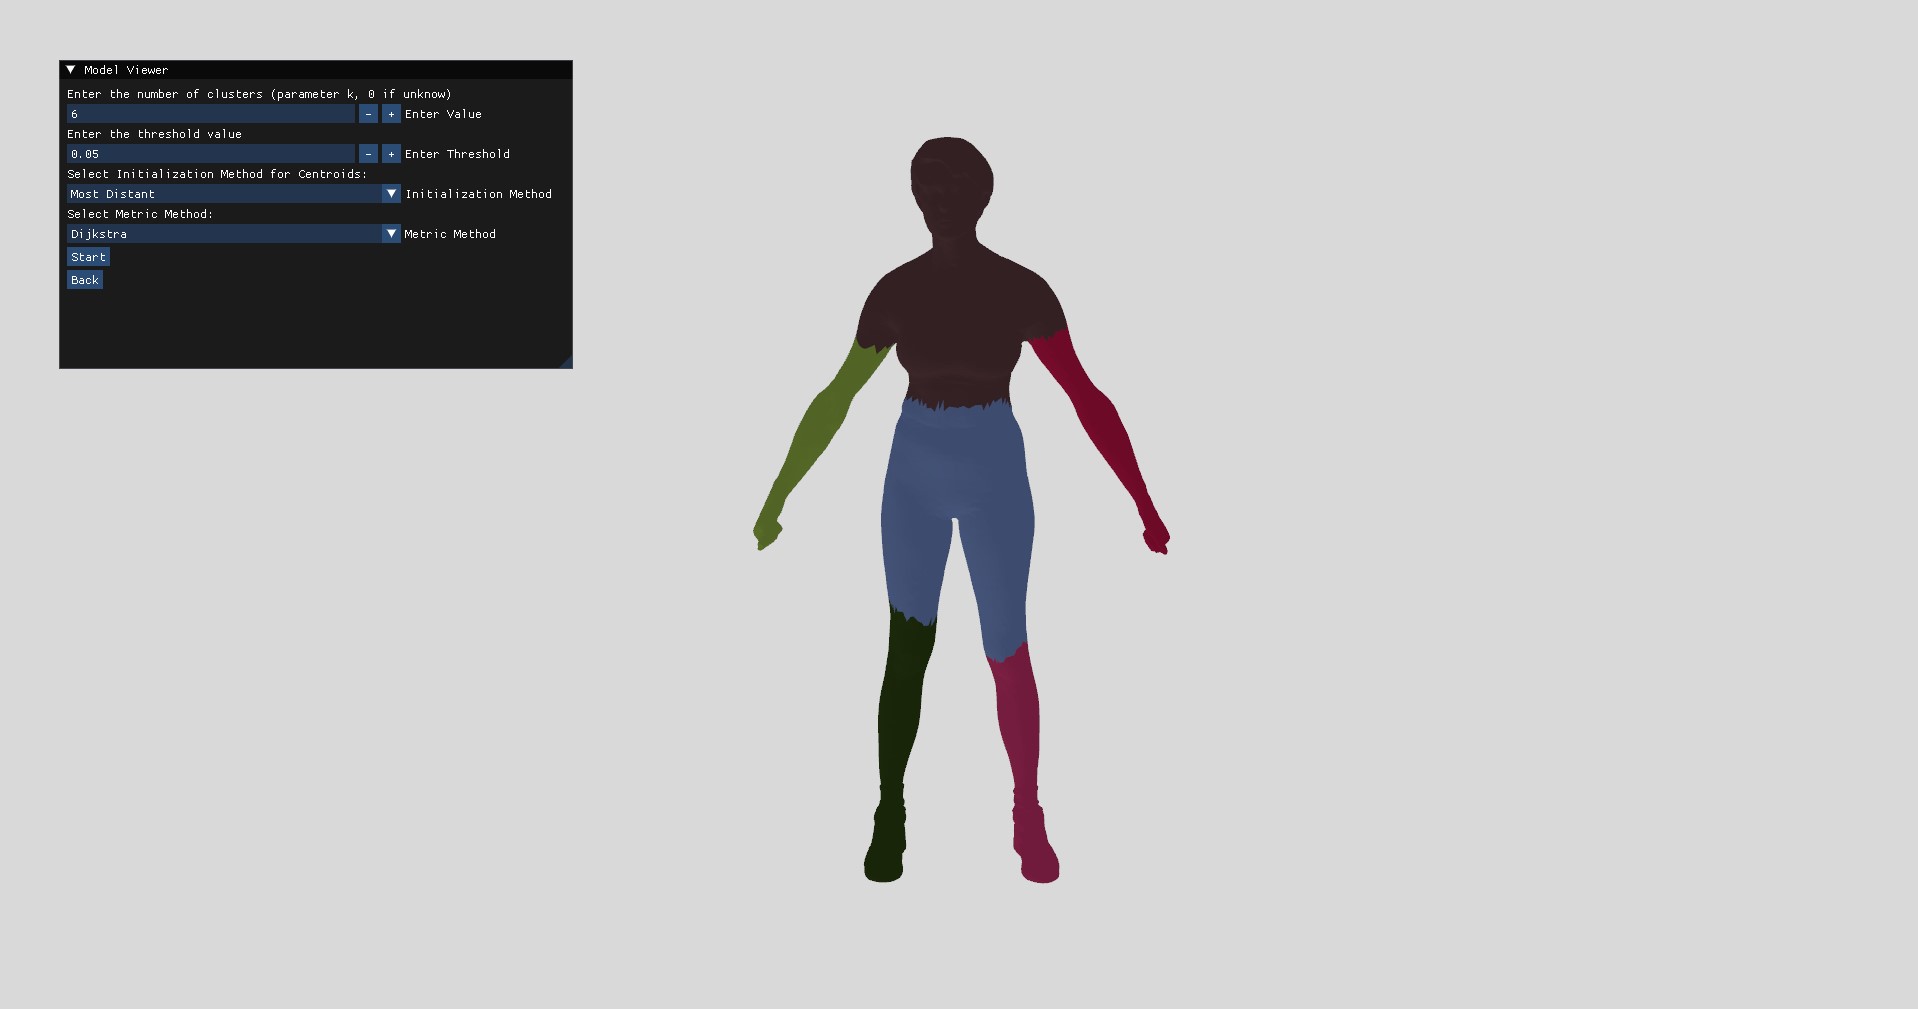 Model Viewer
Enter the number of clusters (parameter k, 0 if unknow)
6 - + Enter Value
Enter the threshold value
0.05 - + Enter Threshold
Select Initialization Method for Centroids:
Most Distant Initialization Method
Select Metric Method:
Dijkstra Metric Method
Start
Back